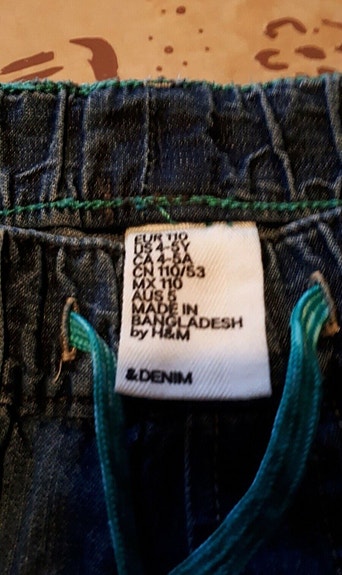 EUR 110
US 4-5Y
CA 4-5A
CN 110/53
MX 110
AUS 5
MADE IN
BANGLADESH
by H&M
&DENIM